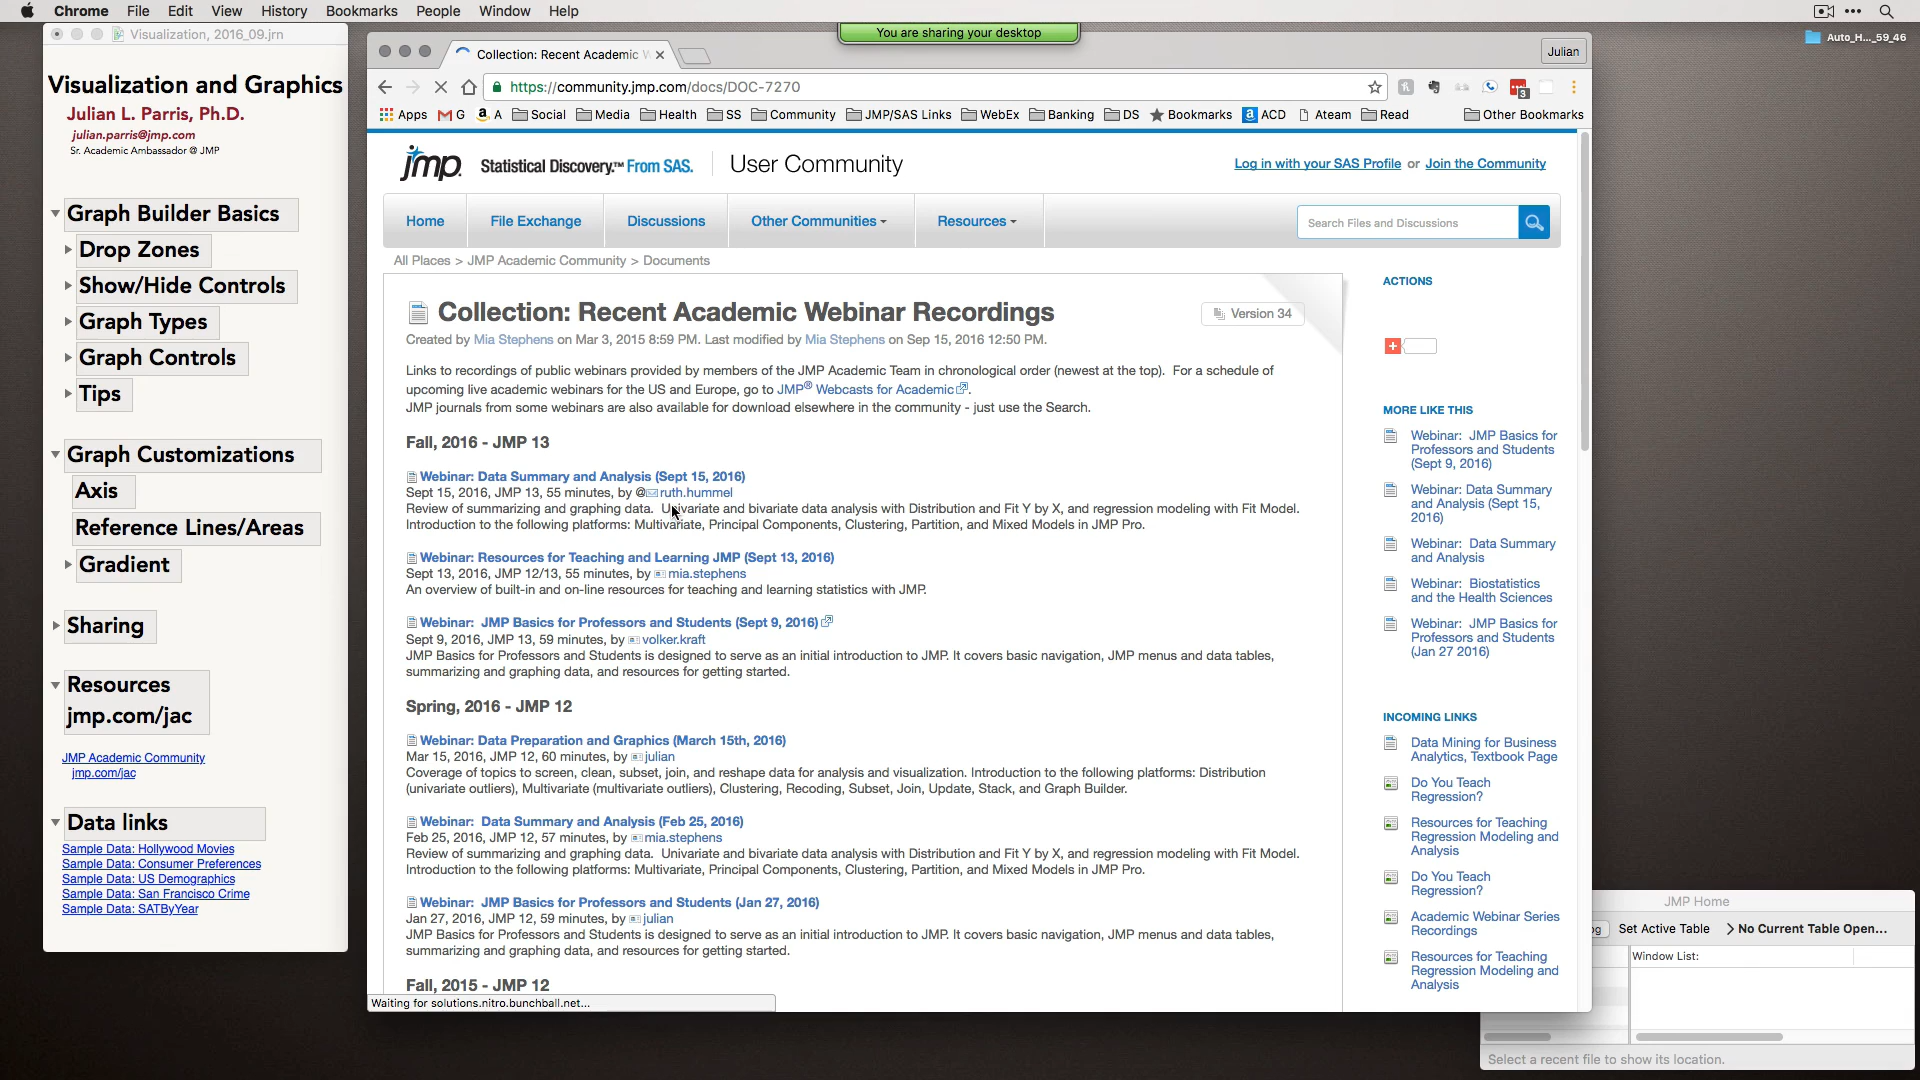 Chrome File Edit View History Bookmarks People Window Help
You are sharing your desktop
Auto_H..._59_46
Visualization, 2016_09.jrn
Visualization and Graphics
Julian L. Parris, Ph.D.
julian.parris@jmp.com
Sr. Academic Ambassador @ JMP
Graph Builder Basics
Drop Zones
Show/Hide Controls
Graph Types
Graph Controls
Tips
Graph Customizations
Axis
Reference Lines/Areas
Gradient
Sharing
Resources
jmp.com/jac
JMP Academic Community
jmp.com/jac
Data links
Sample Data: Hollywood Movies
Sample Data: Consumer Preferences
Sample Data: US Demographics
Sample Data: San Francisco Crime
Sample Data: SATByYear
Collection: Recent Academic W
Julian
https://community.jmp.com/docs/DOC-7270
3
Apps G A Social Media Health SS Community JMP/SAS Links WebEx Banking DS Bookmarks ACD Ateam Read Other Bookmarks
jmp Statistical Discovery.™ From SAS. User Community
Log in with your SAS Profile or Join the Community
Home File Exchange Discussions Other Communities Resources
Search Files and Discussions
All Places > JMP Academic Community > Documents
Collection: Recent Academic Webinar Recordings
Version 34
Created by Mia Stephens on Mar 3, 2015 8:59 PM. Last modified by Mia Stephens on Sep 15, 2016 12:50 PM.
Links to recordings of public webinars provided by members of the JMP Academic Team in chronological order (newest at the top). For a schedule of
upcoming live academic webinars for the US and Europe, go to JMP® Webcasts for Academic.
JMP journals from some webinars are also available for download elsewhere in the community - just use the Search.
Fall, 2016 - JMP 13
Webinar: Data Summary and Analysis (Sept 15, 2016)
Sept 15, 2016, JMP 13, 55 minutes, by @ruth.hummel
Review of summarizing and graphing data. Univariate and bivariate data analysis with Distribution and Fit Y by X, and regression modeling with Fit Model.
Introduction to the following platforms: Multivariate, Principal Components, Clustering, Partition, and Mixed Models in JMP Pro.
Webinar: Resources for Teaching and Learning JMP (Sept 13, 2016)
Sept 13, 2016, JMP 12/13, 55 minutes, by mia.stephens
An overview of built-in and on-line resources for teaching and learning statistics with JMP.
Webinar: JMP Basics for Professors and Students (Sept 9, 2016)
Sept 9, 2016, JMP 13, 59 minutes, by volker.kraft
JMP Basics for Professors and Students is designed to serve as an initial introduction to JMP. It covers basic navigation, JMP menus and data tables,
summarizing and graphing data, and resources for getting started.
Spring, 2016 - JMP 12
Webinar: Data Preparation and Graphics (March 15th, 2016)
Mar 15, 2016, JMP 12, 60 minutes, by julian
Coverage of topics to screen, clean, subset, join, and reshape data for analysis and visualization. Introduction to the following platforms: Distribution
(univariate outliers), Multivariate (multivariate outliers), Clustering, Recoding, Subset, Join, Update, Stack, and Graph Builder.
Webinar: Data Summary and Analysis (Feb 25, 2016)
Feb 25, 2016, JMP 12, 57 minutes, by mia.stephens
Review of summarizing and graphing data. Univariate and bivariate data analysis with Distribution and Fit Y by X, and regression modeling with Fit Model.
Introduction to the following platforms: Multivariate, Principal Components, Clustering, Partition, and Mixed Models in JMP Pro.
Webinar: JMP Basics for Professors and Students (Jan 27, 2016)
Jan 27, 2016, JMP 12, 59 minutes, by julian
JMP Basics for Professors and Students is designed to serve as an initial introduction to JMP. It covers basic navigation, JMP menus and data tables,
summarizing and graphing data, and resources for getting started.
Fall, 2015 - JMP 12
Waiting for solutions.nitro.bunchball.net...
ACTIONS
MORE LIKE THIS
Webinar: JMP Basics for
Professors and Students
(Sept 9, 2016)
Webinar: Data Summary
and Analysis (Sept 15,
2016)
Webinar: Data Summary
and Analysis
Webinar: Biostatistics
and the Health Sciences
Webinar: JMP Basics for
Professors and Students
(Jan 27 2016)
INCOMING LINKS
Data Mining for Business
Analytics, Textbook Page
Do You Teach
Regression?
Resources for Teaching
Regression Modeling and
Analysis
Do You Teach
Regression?
Academic Webinar Series
Recordings
Resources for Teaching
Regression Modeling and
Analysis
JMP Home
og Set Active Table No Current Table Open...
Window List:
Select a recent file to show its location.